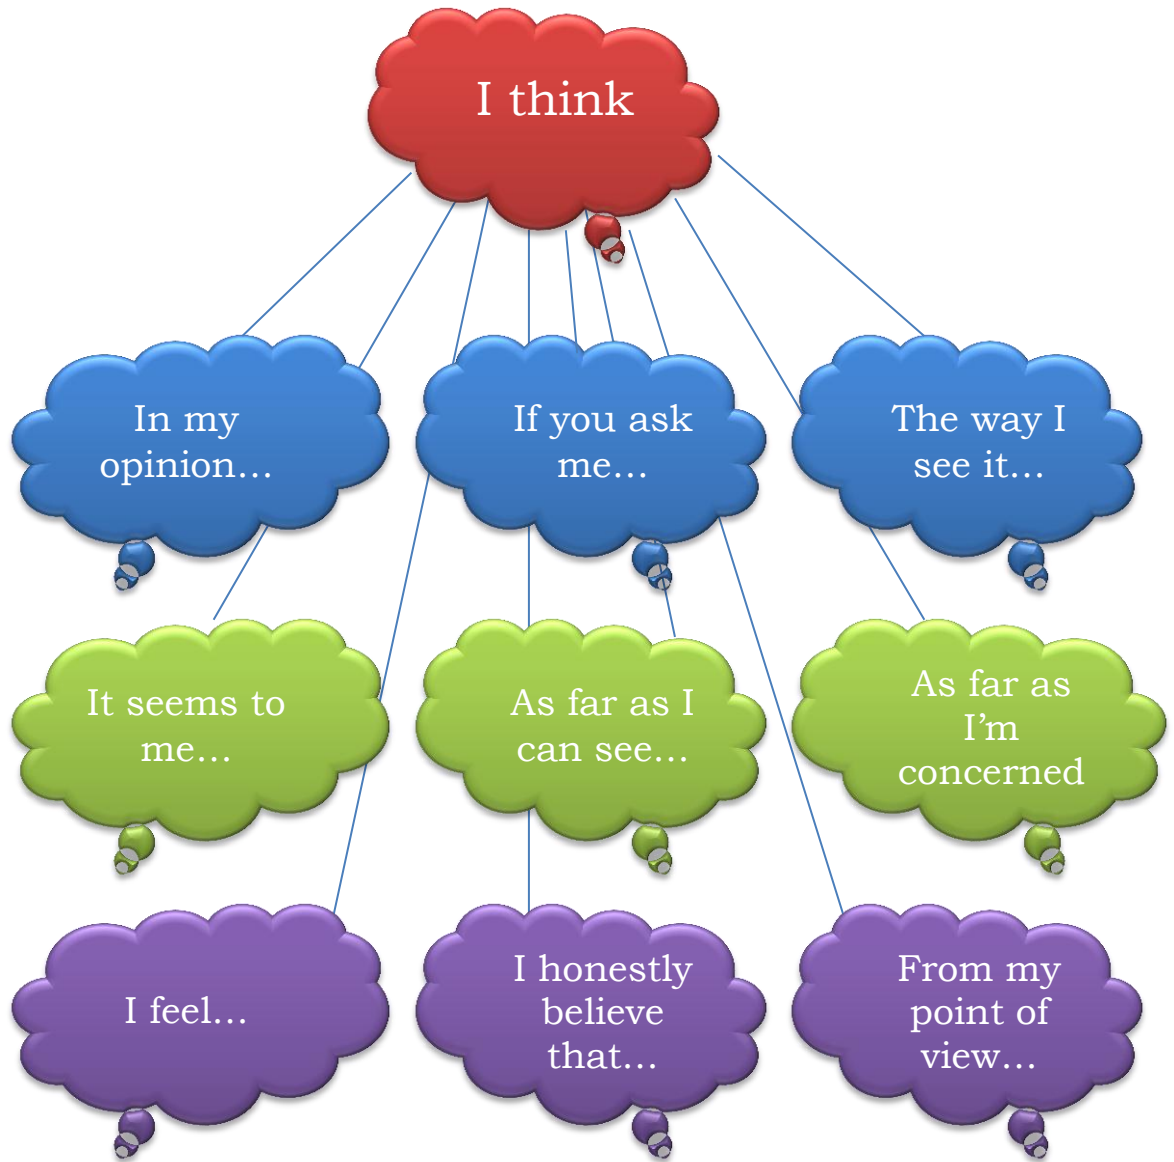 I think
In my
opinion…
If you ask
me…
The way I
see it…
It seems to
me…
As far as I
can see…
As far as
I’m
concerned
I feel…
I honestly
believe
that…
From my
point of
view…